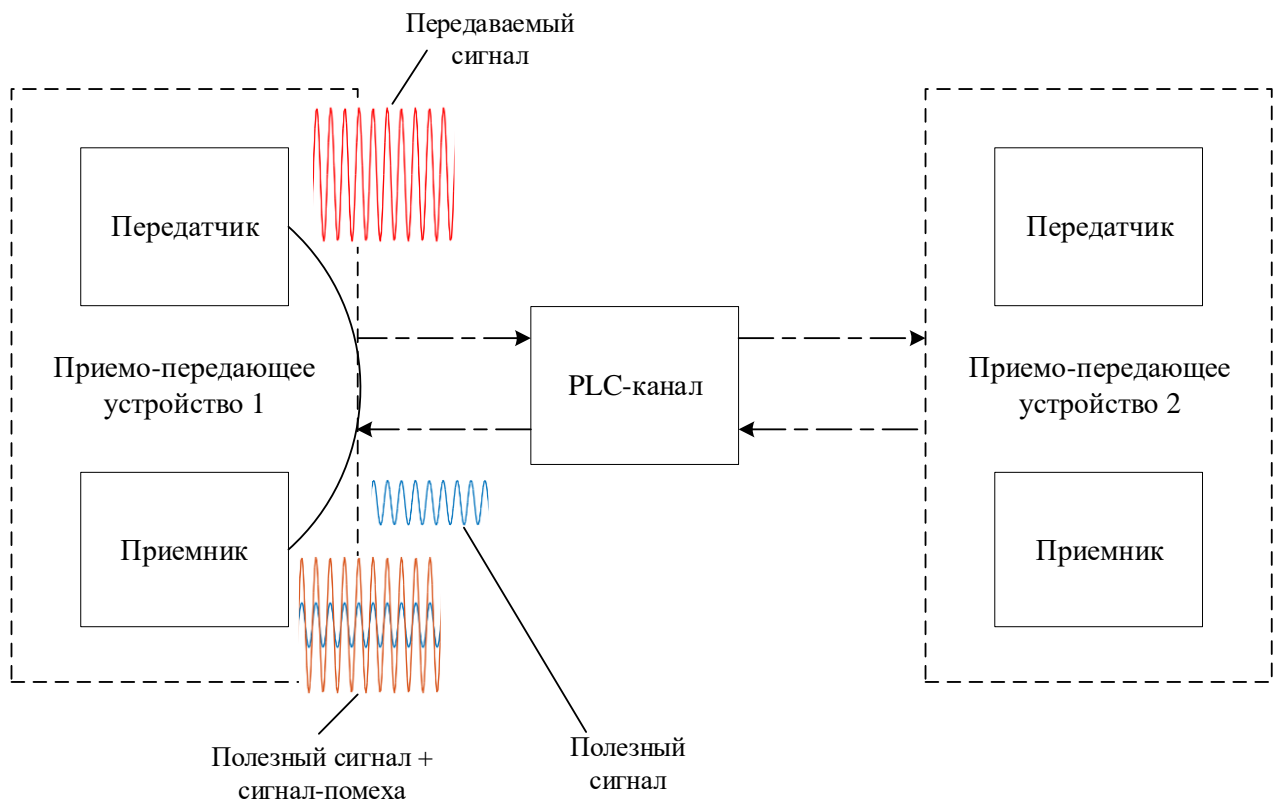 Передаваемый
сигнал
Передатчик
Приемо-передающее
устройство 1
Приемник
PLC-канал
Передатчик
Приемо-передающее
устройство 2
Приемник
Полезный сигнал +
сигнал-помеха
Полезный
сигнал